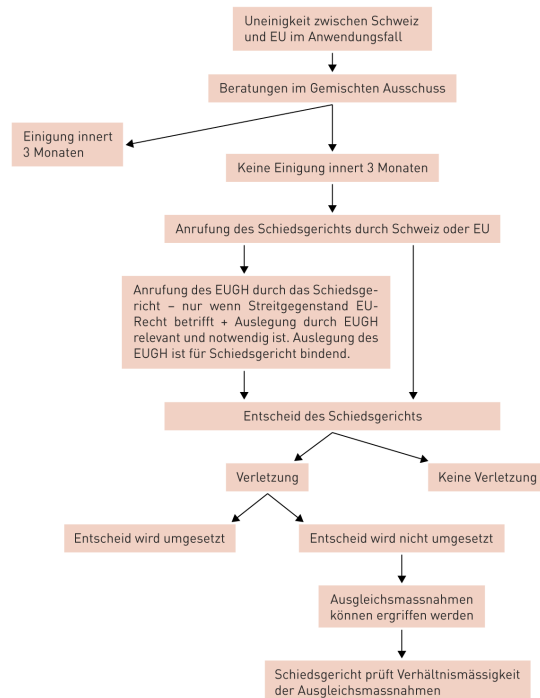 Uneinigkeit zwischen Schweiz
und EU im Anwendungsfall
Beratungen im Gemischten Ausschuss
Einigung innert
3 Monaten
Keine Einigung innert 3 Monaten
Anrufung des Schiedsgerichts durch Schweiz oder EU
Anrufung des EUGH durch das Schiedsge-
richt – nur wenn Streitgegenstand EU-
Recht betrifft + Auslegung durch EUGH
relevant und notwendig ist. Auslegung des
EUGH ist für Schiedsgericht bindend.
Entscheid des Schiedsgerichts
Verletzung
Keine Verletzung
Entscheid wird umgesetzt
Entscheid wird nicht umgesetzt
Ausgleichsmassnahmen
können ergriffen werden
Schiedsgericht prüft Verhältnismässigkeit
der Ausgleichsmassnahmen